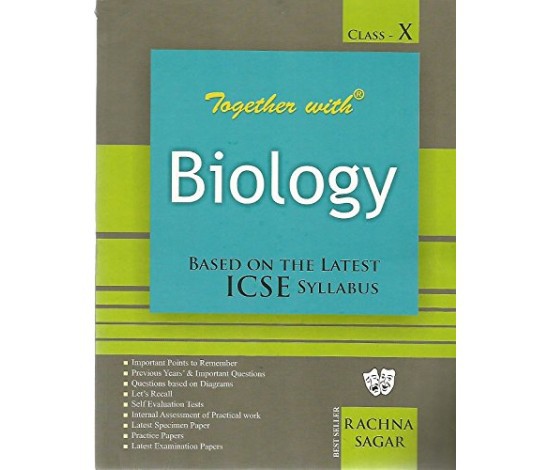 CLASS - X
Together with®
Biology
BASED ON THE LATEST
ICSE SYLLABUS
▪ Important Points to Remember
▪ Previous Years' & Important Questions
▪ Questions based on Diagrams
▪ Let's Recall
▪ Self Evaluation Tests
▪ Internal Assessment of Practical work
▪ Latest Specimen Paper
▪ Practice Papers
▪ Latest Examination Papers
BEST SELLER
RACHNA
SAGAR